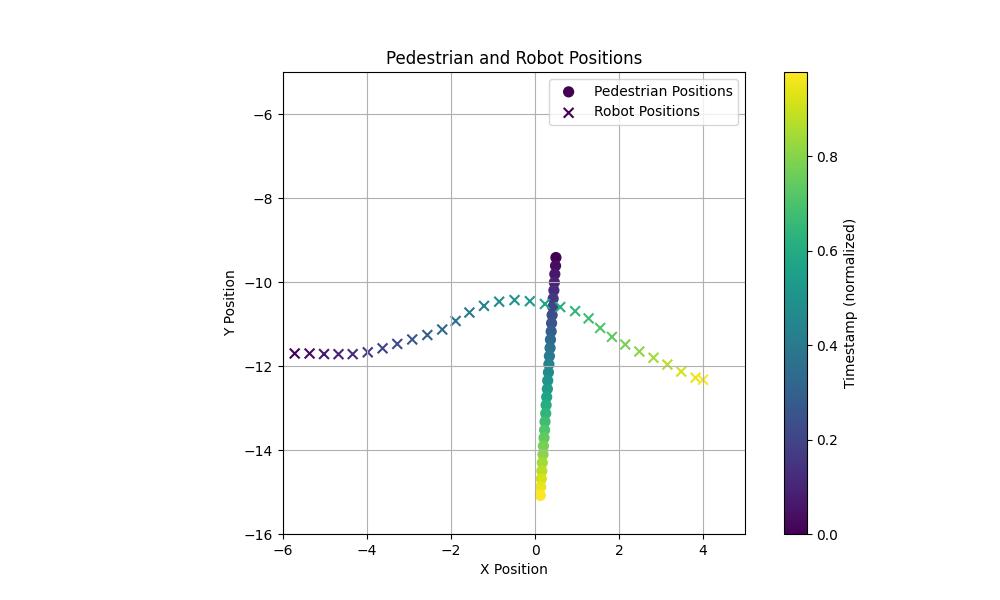 Pedestrian and Robot Positions
Pedestrian Positions
Robot Positions
−6
−8
−10
−12
−14
−16
Y Position
−6
−4
−2
0
2
4
X Position
0.8
0.6
0.4
0.2
0.0
Timestamp (normalized)